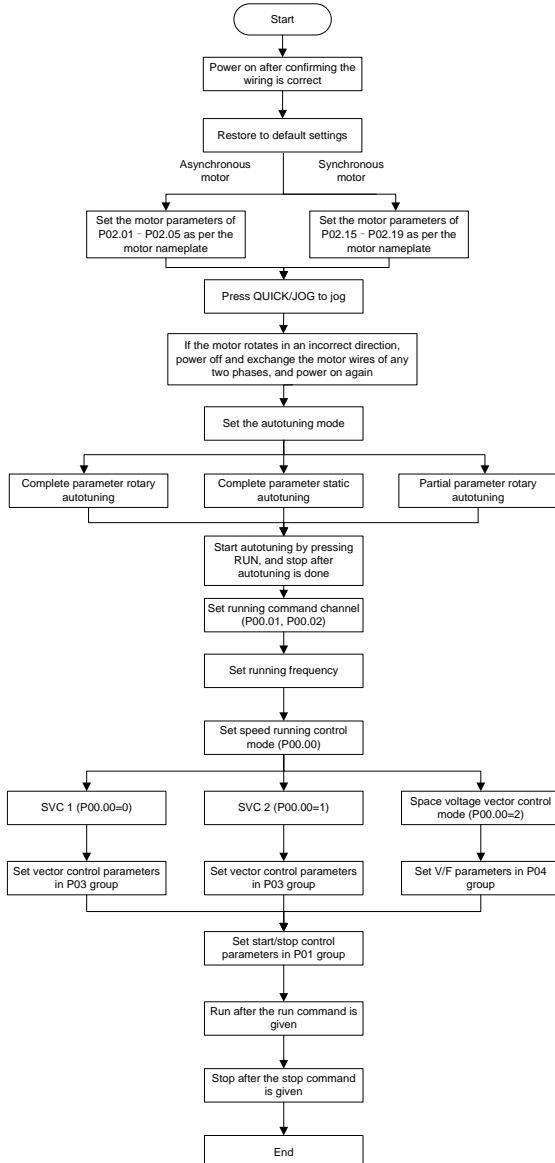 Start
Power on after confirming the
wiring is correct
Restore to default settings
Asynchronous
motor
Synchronous
motor
Set the motor parameters of
P02.01–P02.05 as per the
motor nameplate
Set the motor parameters of
P02.15–P02.19 as per the
motor nameplate
Press QUICK/JOG to jog
If the motor rotates in an incorrect direction,
power off and exchange the motor wires of any
two phases, and power on again
Set the autotuning mode
Complete parameter rotary
autotuning
Complete parameter static
autotuning
Partial parameter rotary
autotuning
Start autotuning by pressing
RUN, and stop after
autotuning is done
Set running command channel
(P00.01, P00.02)
Set running frequency
Set speed running control
mode (P00.00)
SVC 1 (P00.00=0)
SVC 2 (P00.00=1)
Space voltage vector control
mode (P00.00=2)
Set vector control parameters
in P03 group
Set vector control parameters
in P03 group
Set V/F parameters in P04
group
Set start/stop control
parameters in P01 group
Run after the run command is
given
Stop after the stop command
is given
End